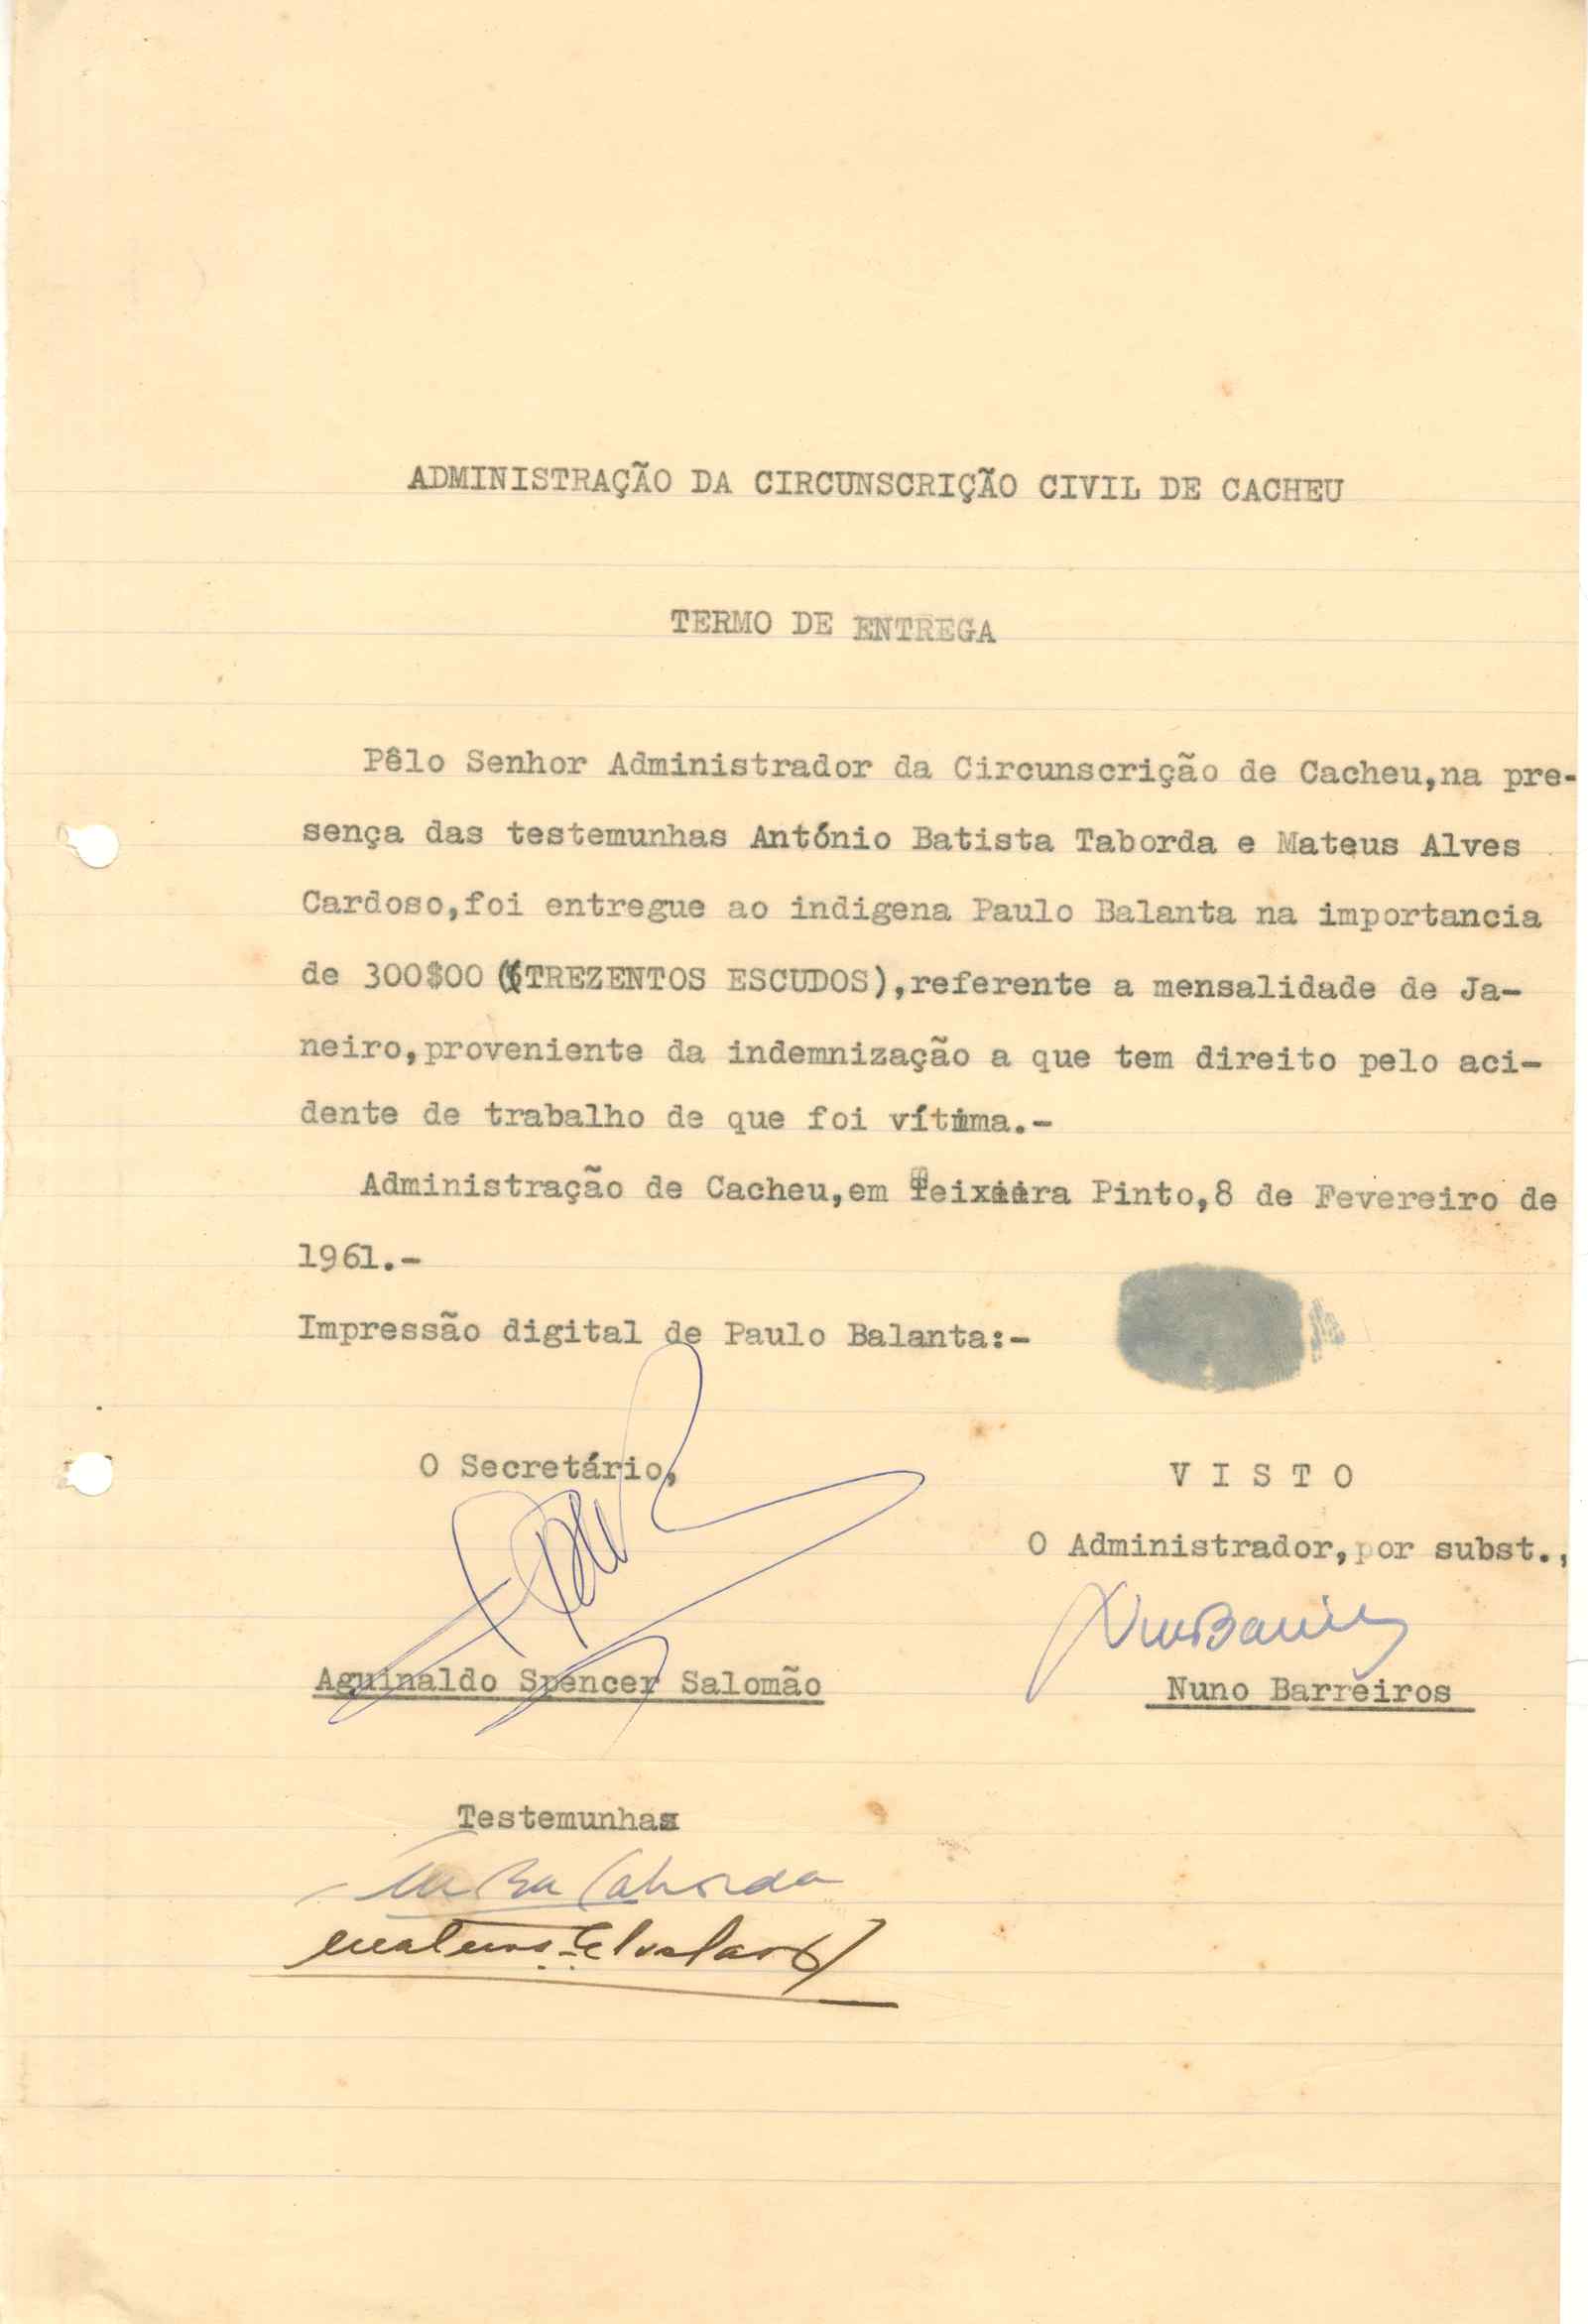 ADMINISTRAÇÃO DA CIRCUNSCRIÇÃO CIVIL DE CACHEU
TERMO DE ENTREGA
Pêlo Senhor Administrador da Circunscrição de Cacheu,na pre-
sença das testemunhas António Batista Taborda e Mateus Alves
Cardoso,foi entregue ao indigena Paulo Balanta na importancia
de 300$00 (TREZENTOS ESCUDOS),referente a mensalidade de Ja-
neiro,proveniente da indemnização a que tem direito pelo aci-
dente de trabalho de que foi vítima.-
Administração de Cacheu,em Teixeira Pinto,8 de Fevereiro de
1961.-
Impressão digital de Paulo Balanta:-
O Secretário,
V I S T O
O Administrador,por subst.,
Aguinaldo Spencer Salomão
Nuno Barreiros
Testemunhas
Taborda